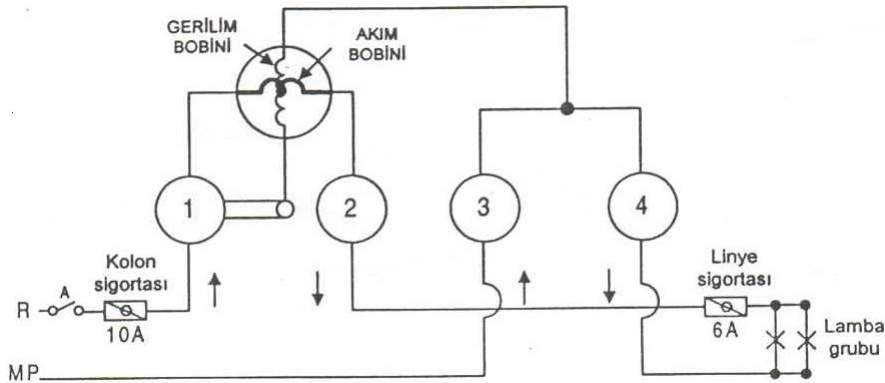 GERİLİM
BOBİNİ
AKIM
BOBİNİ
1
2
3
4
Kolon
sigortası
Linye
sigortası
R
A
10A
6A
Lamba
grubu
MP